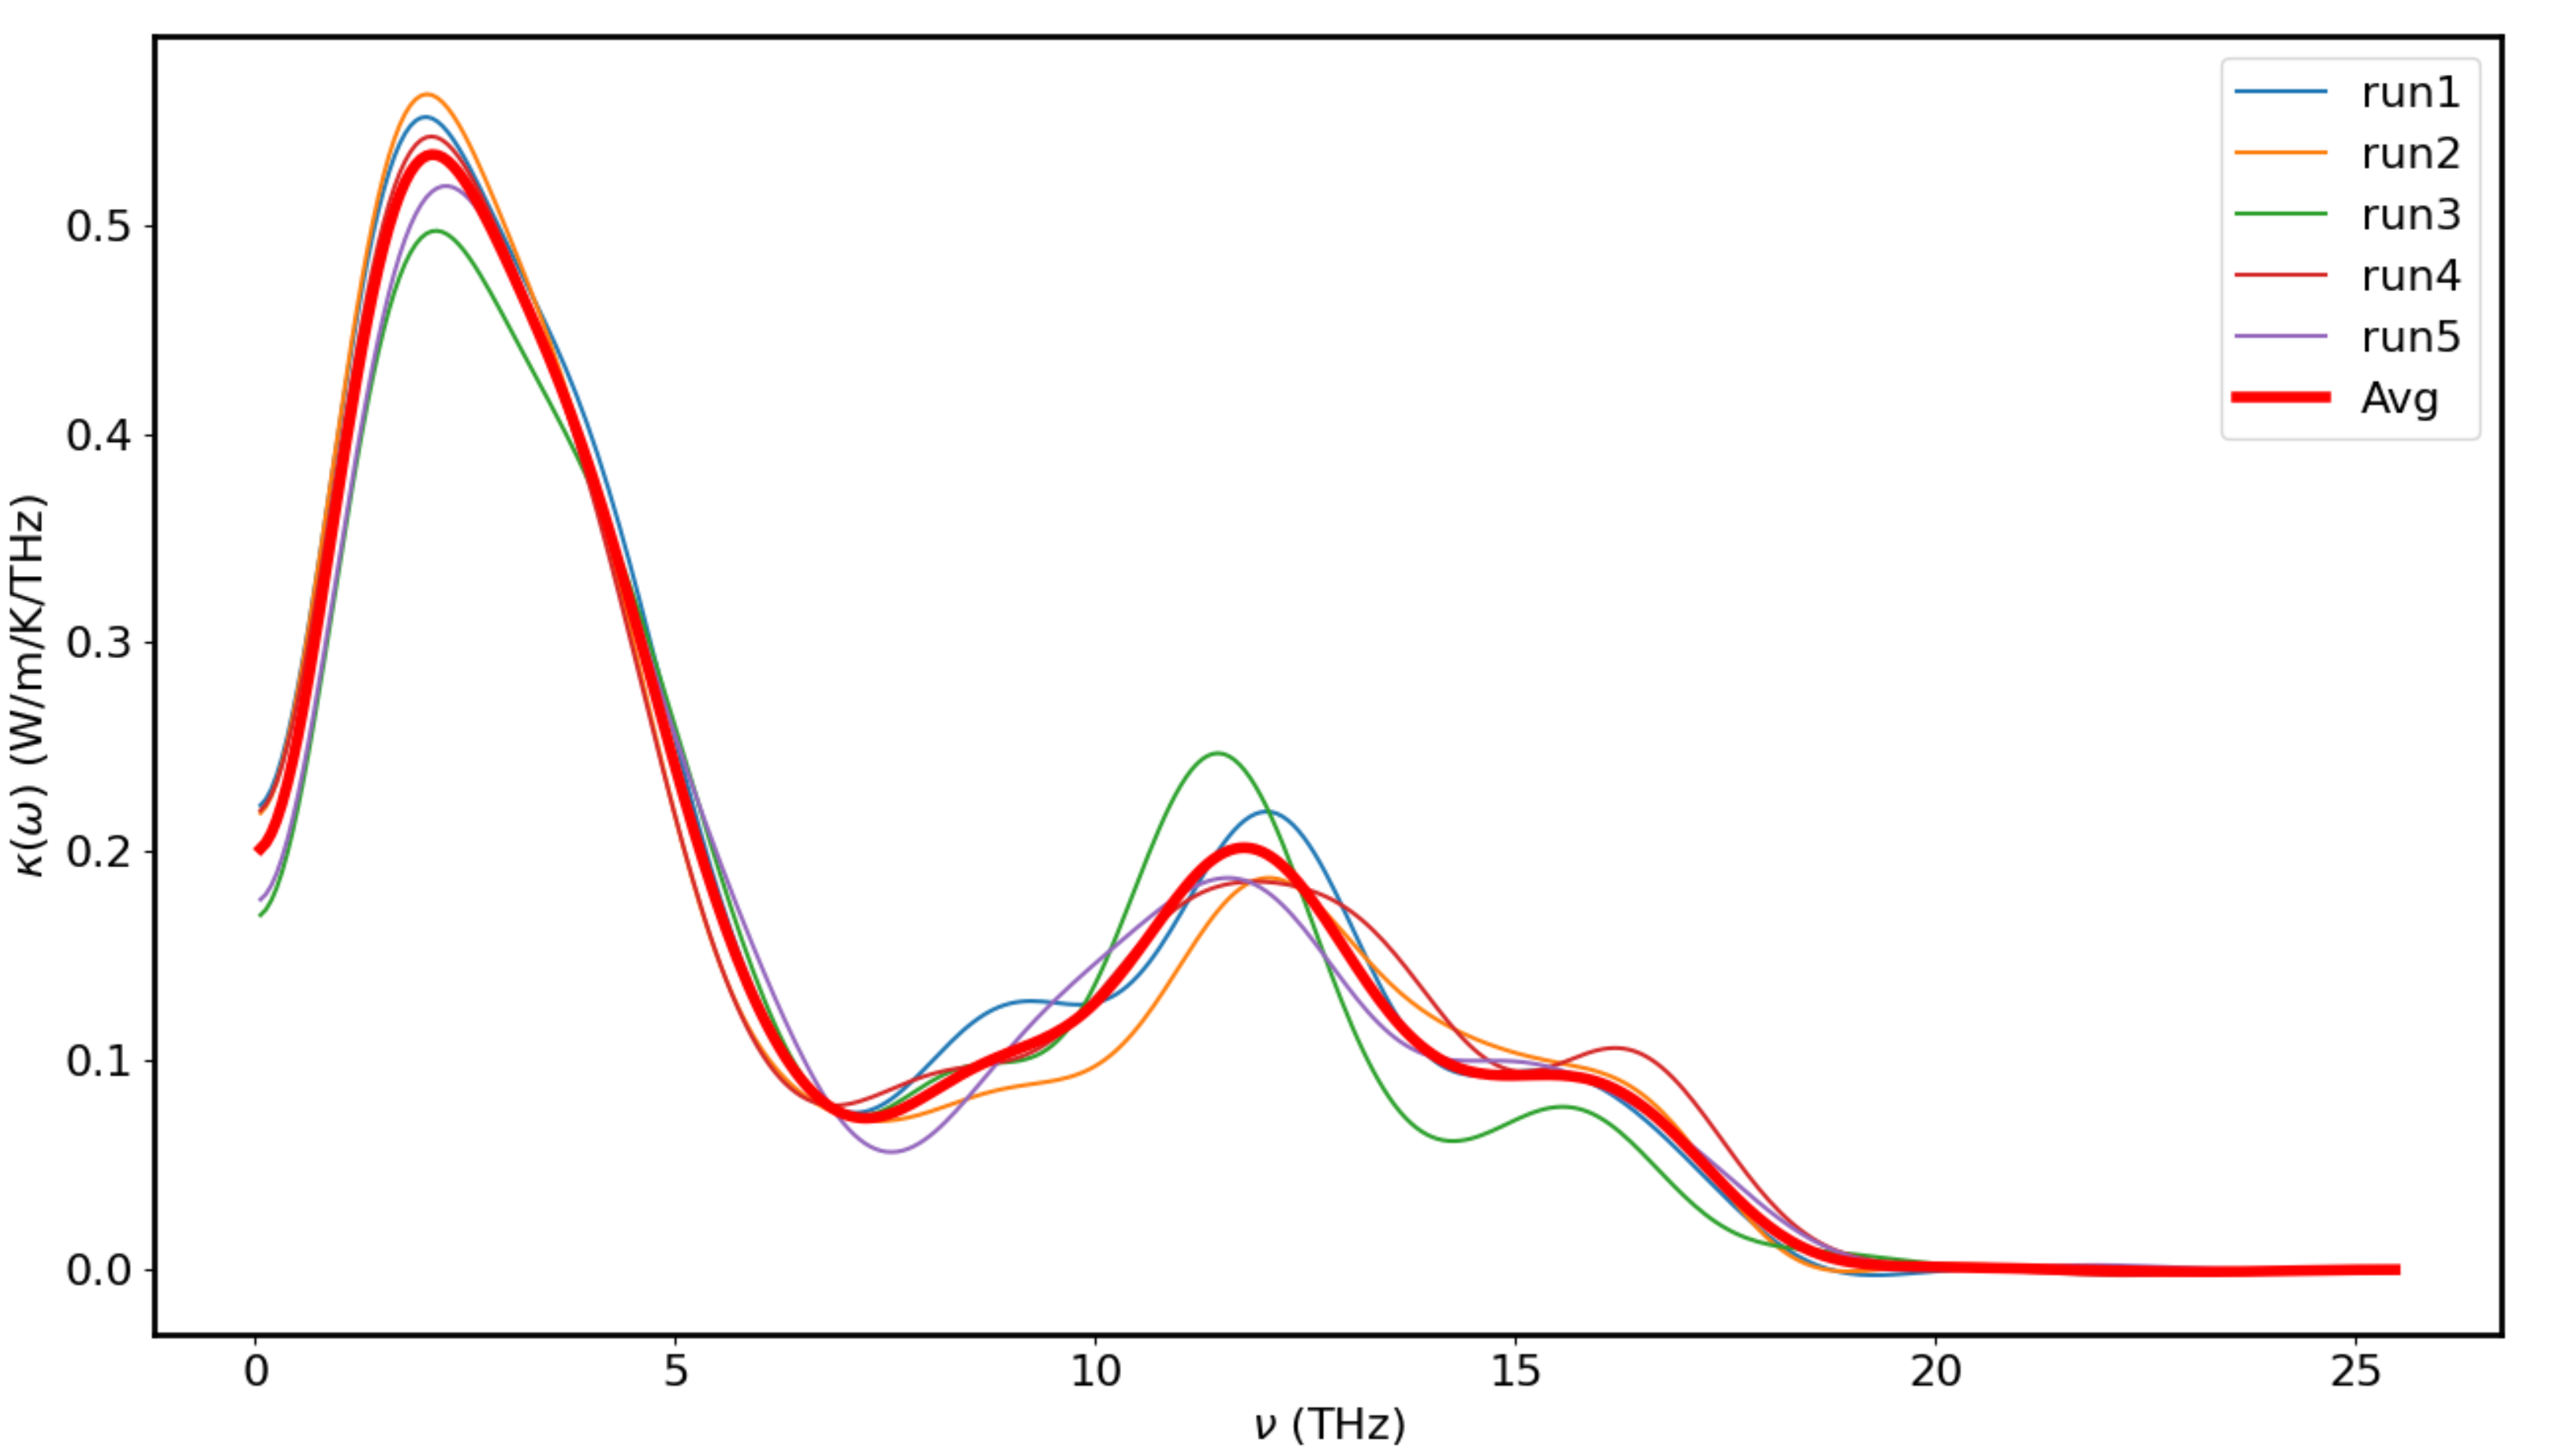 κ(ω) (W/m/K/THz)
0.5
0.4
0.3
0.2
0.1
0.0
run1
run2
run3
run4
run5
Avg
0 5 10 15 20 25
ν (THz)